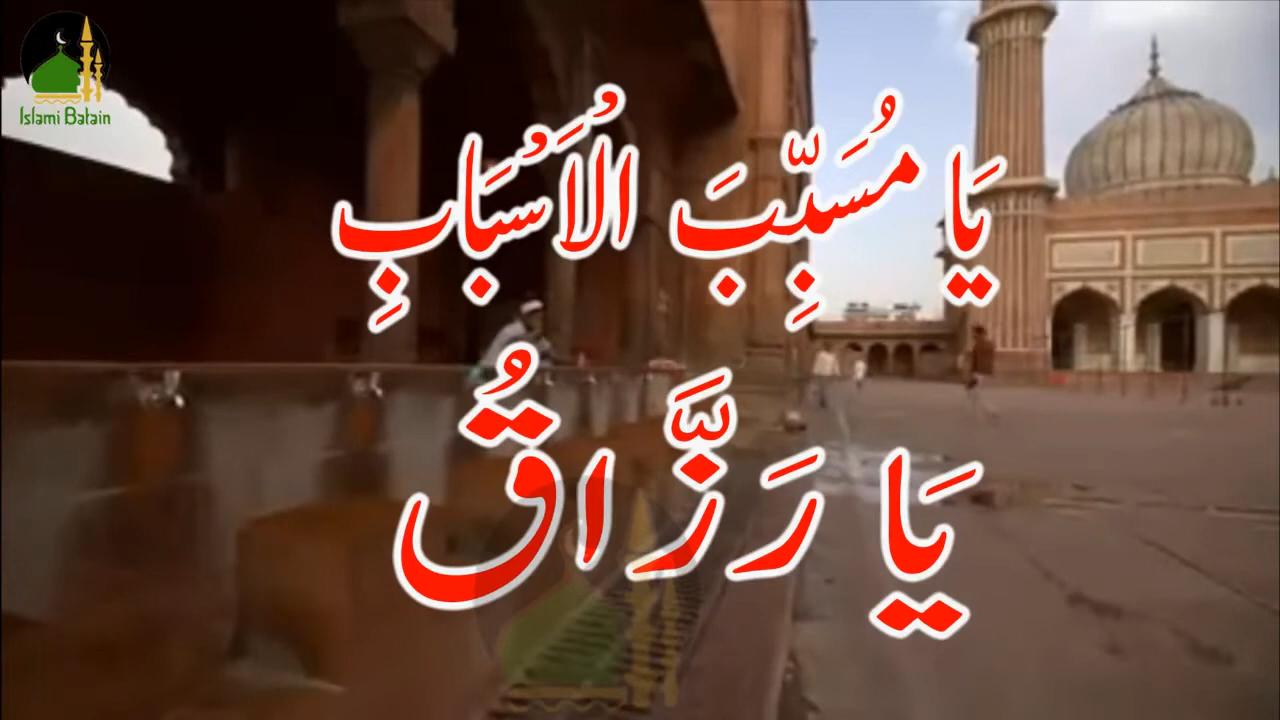 Islami Batain
یَا مُسَبِّبَ الْاَسْبَابِ
یَا رَزَّاقُ